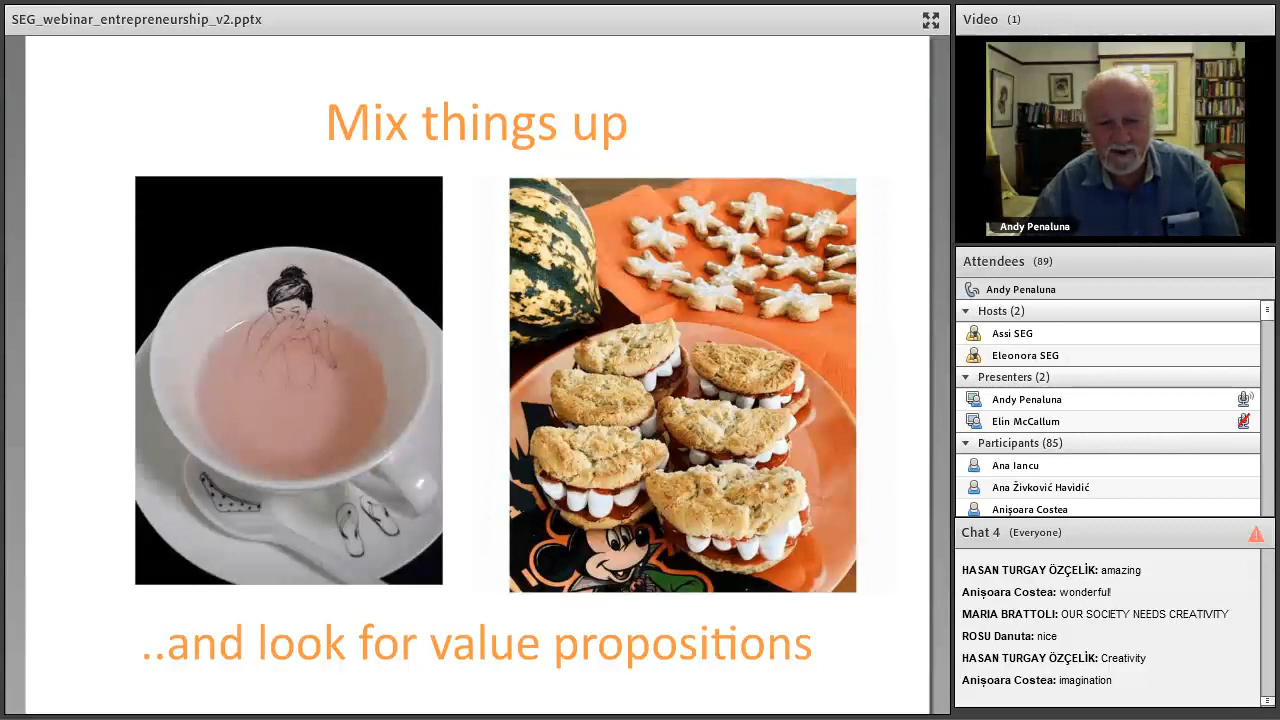 SEG_webinar_entrepreneurship_v2.pptx
Mix things up
..and look for value propositions
Video (1)
Andy Penaluna
Attendees (89)
Andy Penaluna
Hosts (2)
Assi SEG
Eleonora SEG
Presenters (2)
Andy Penaluna
Elin McCallum
Participants (85)
Ana Iancu
Ana Živković Havidić
Anişoara Costea
Chat 4 (Everyone)
HASAN TURGAY ÖZÇELİK: amazing
Anișoara Costea: wonderful!
MARIA BRATTOLI: OUR SOCIETY NEEDS CREATIVITY
ROSU Danuta: nice
HASAN TURGAY ÖZÇELİK: Creativity
Anișoara Costea: imagination